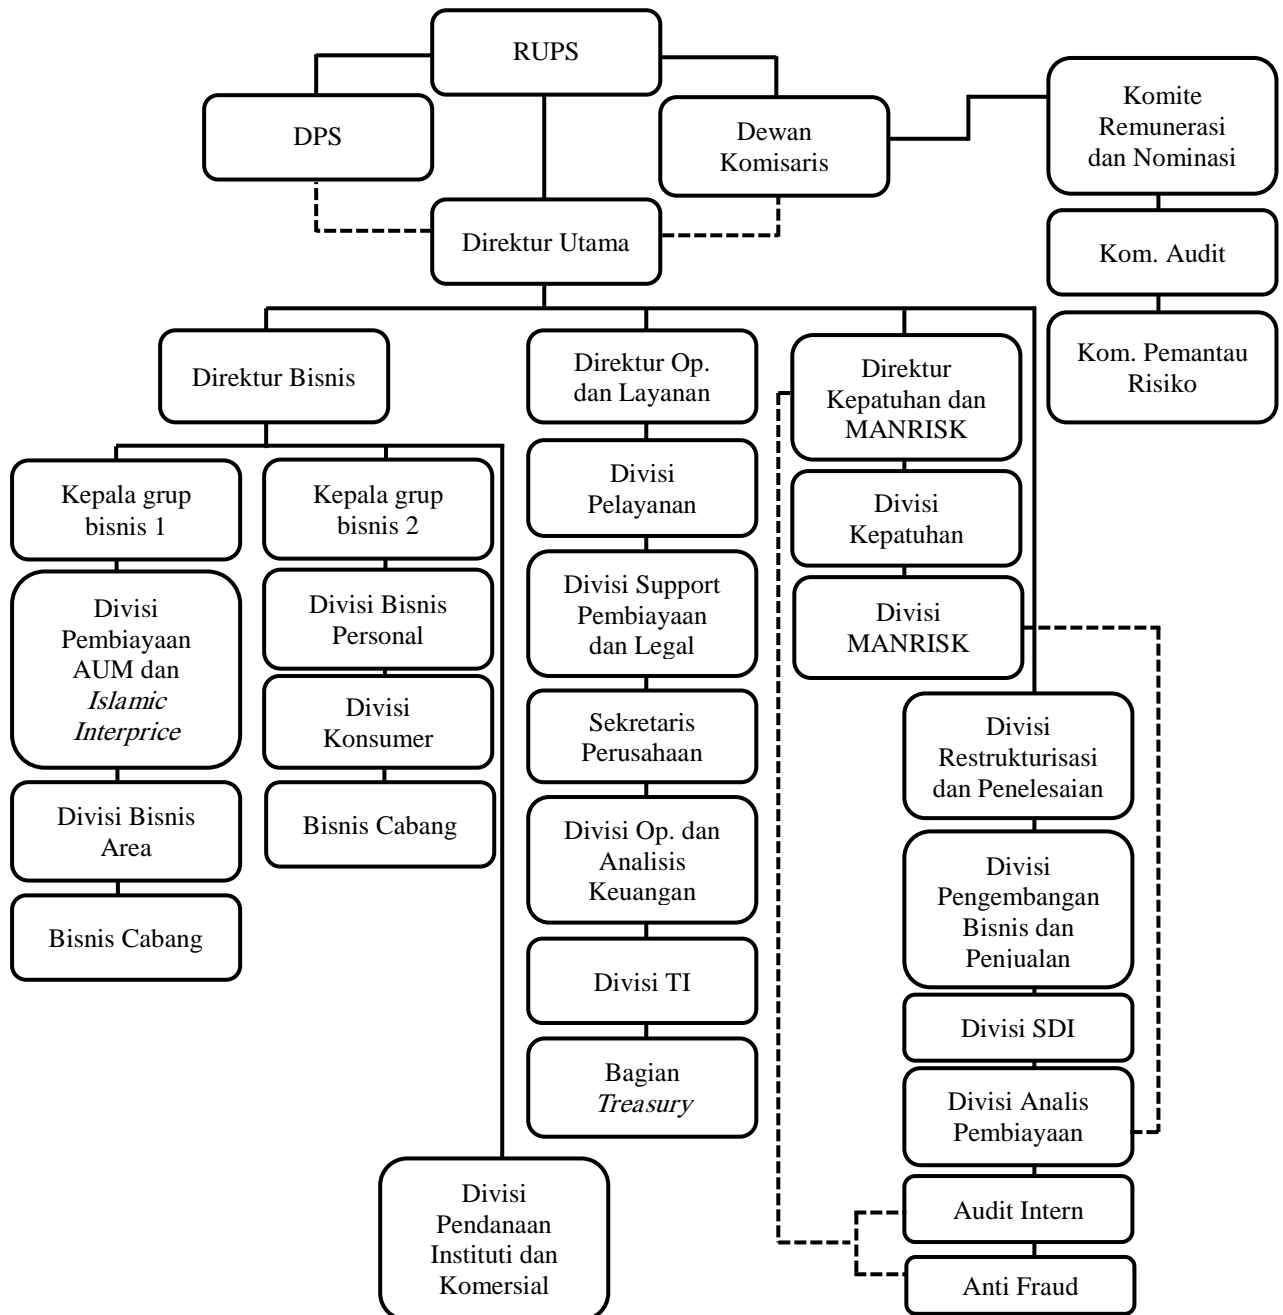 RUPS
DPS
Dewan
Komisaris
Komite
Remunerasi
dan Nominasi
Direktur Utama
Kom. Audit
Kom. Pemantau
Risiko
Direktur Bisnis
Direktur Op.
dan Layanan
Direktur
Kepatuhan dan
MANRISK
Kepala grup
bisnis 1
Kepala grup
bisnis 2
Divisi
Pelayanan
Divisi
Kepatuhan
Divisi
Pembiayaan
AUM dan
Islamic
Interprice
Divisi Bisnis
Personal
Divisi Support
Pembiayaan
dan Legal
Divisi
MANRISK
Divisi
Konsumer
Sekretaris
Perusahaan
Divisi
Restrukturisasi
dan Penelesaian
Divisi Bisnis
Area
Bisnis Cabang
Divisi Op. dan
Analisis
Keuangan
Divisi
Pengembangan
Bisnis dan
Penjualan
Bisnis Cabang
Divisi TI
Divisi SDI
Bagian
Treasury
Divisi Analis
Pembiayaan
Divisi
Pendanaan
Instituti dan
Komersial
Audit Intern
Anti Fraud